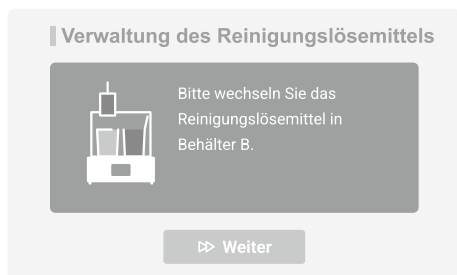 Verwaltung des Reinigungslösemittels
Bitte wechseln Sie das
Reinigungslösemittel in
Behälter B.
Weiter